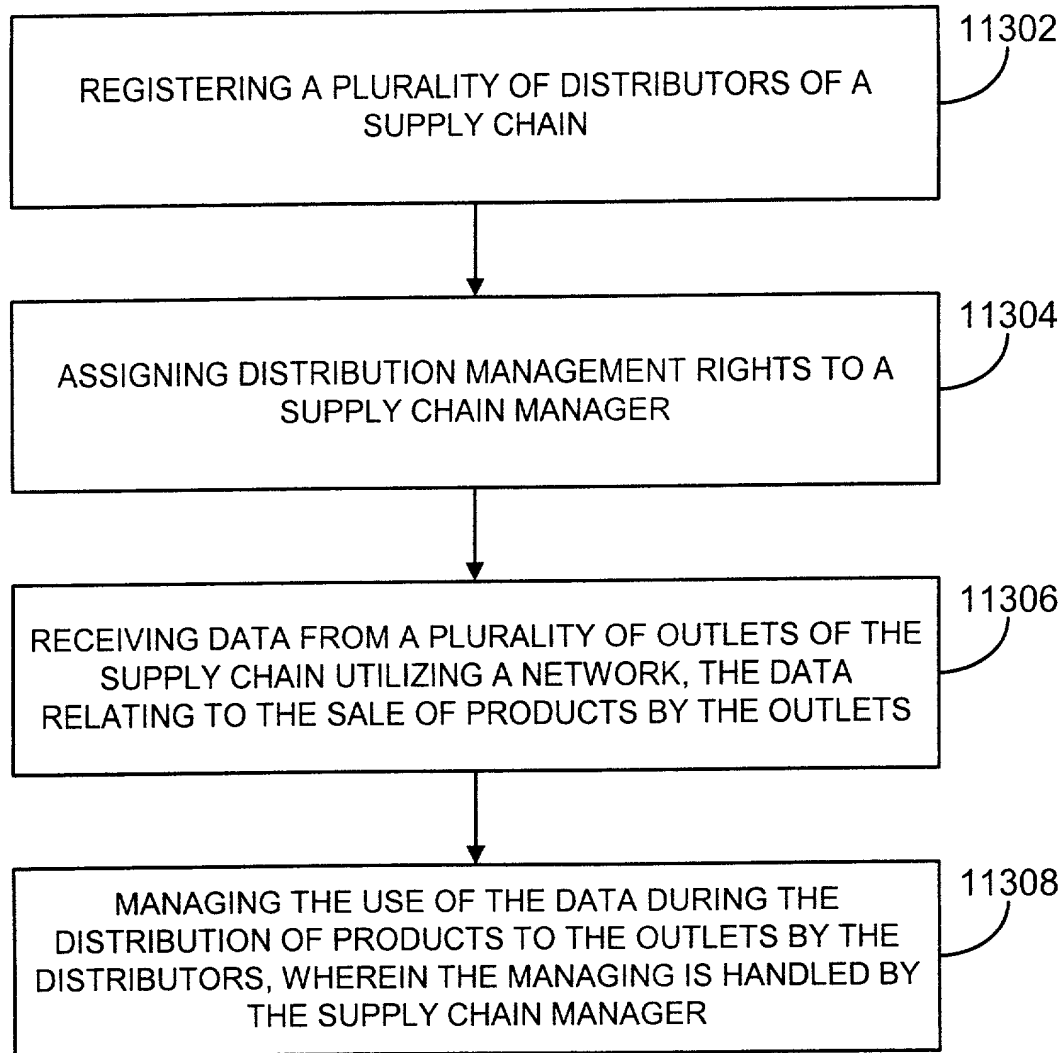 11302
REGISTERING A PLURALITY OF DISTRIBUTORS OF A
SUPPLY CHAIN
11304
ASSIGNING DISTRIBUTION MANAGEMENT RIGHTS TO A
SUPPLY CHAIN MANAGER
11306
RECEIVING DATA FROM A PLURALITY OF OUTLETS OF THE
SUPPLY CHAIN UTILIZING A NETWORK, THE DATA
RELATING TO THE SALE OF PRODUCTS BY THE OUTLETS
11308
MANAGING THE USE OF THE DATA DURING THE
DISTRIBUTION OF PRODUCTS TO THE OUTLETS BY THE
DISTRIBUTORS, WHEREIN THE MANAGING IS HANDLED BY
THE SUPPLY CHAIN MANAGER